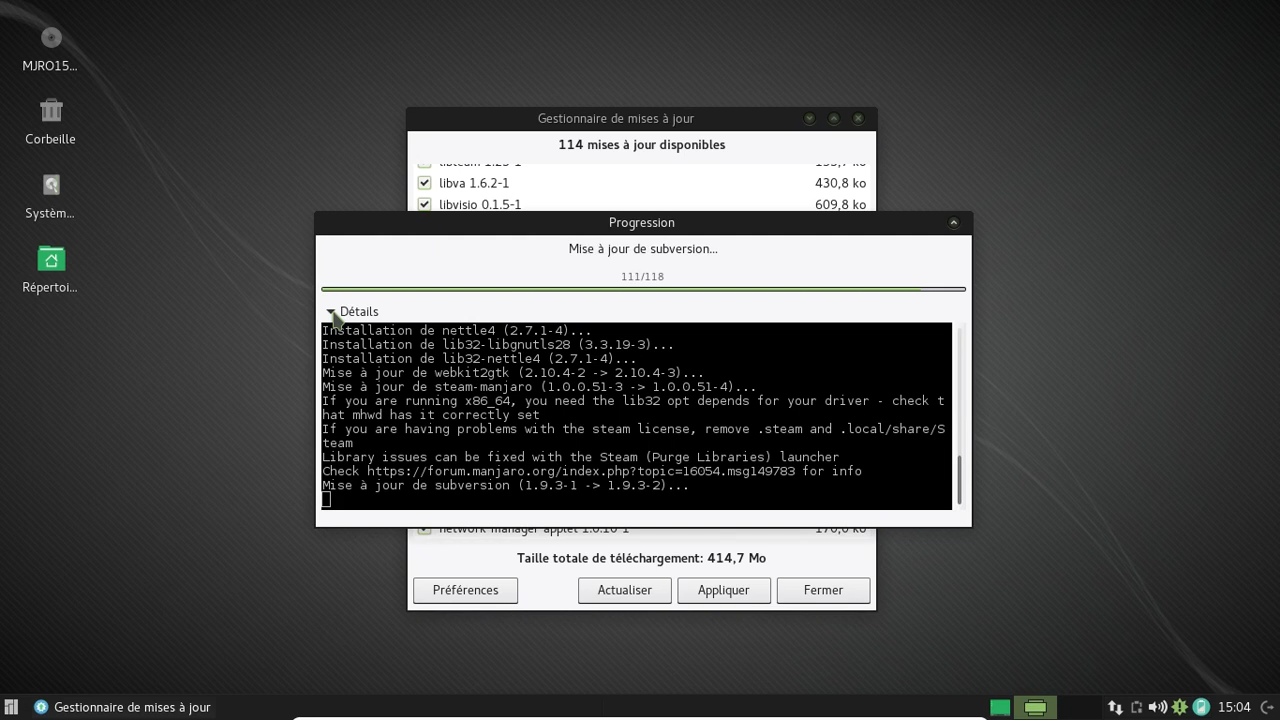 MJRO15...
Corbeille
Systèm...
Répertoi...
Gestionnaire de mises à jour
114 mises à jour disponibles
libva 1.6.2-1 430,8 ko
libvisio 0.1.5-1 609,8 ko
Progression
Mise à jour de subversion...
111/118
Détails
Installation de nettle4 (2.7.1-4)...
Installation de lib32-libgnutls28 (3.3.19-3)...
Installation de lib32-nettle4 (2.7.1-4)...
Mise à jour de webkit2gtk (2.10.4-2 -> 2.10.4-3)...
Mise à jour de steam-manjaro (1.0.0.51-3 -> 1.0.0.51-4)...
If you are running x86_64, you need the lib32 opt depends for your driver - check t
hat mhwd has it correctly set
If you are having problems with the steam license, remove .steam and .local/share/S
team
Library issues can be fixed with the Steam (Purge Libraries) launcher
Check https://forum.manjaro.org/index.php?topic=16054.msg149783 for info
Mise à jour de subversion (1.9.3-1 -> 1.9.3-2)...
Taille totale de téléchargement: 414,7 Mo
Préférences
Actualiser
Appliquer
Fermer
Gestionnaire de mises à jour
15:04